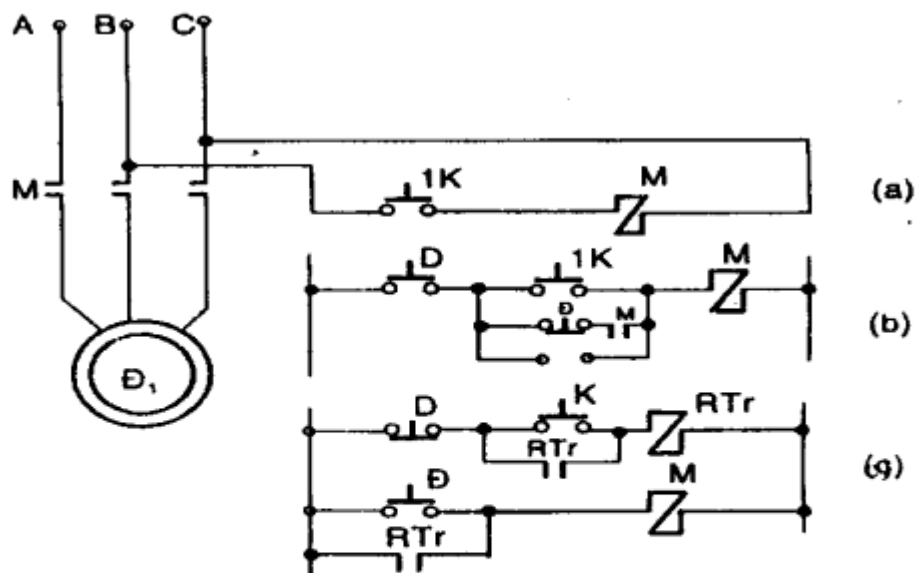 A B C
1K M (a)
M
D 1K M
Đ M (b)
Đ₁
D K RTr
RTr (g)
Đ M
RTr